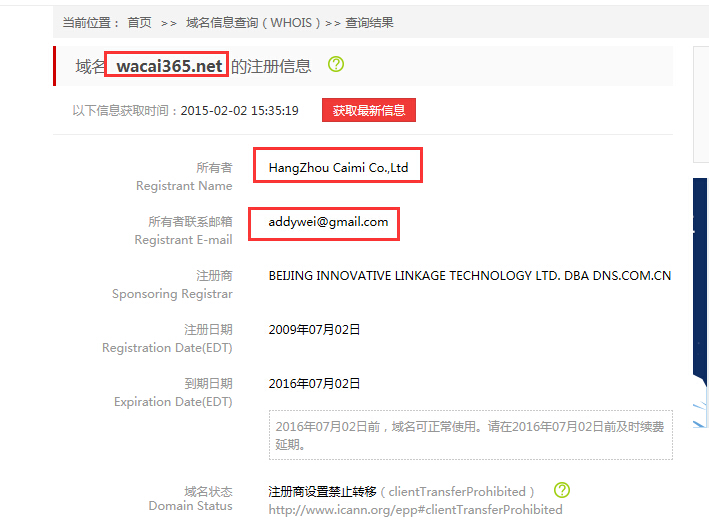 当前位置： 首页 >> 域名信息查询（WHOIS）>> 查询结果
域名 wacai365.net 的注册信息 ?
以下信息获取时间：2015-02-02 15:35:19 获取最新信息
所有者 HangZhou Caimi Co.,Ltd
Registrant Name
所有者联系邮箱 addywei@gmail.com
Registrant E-mail
注册商 BEIJING INNOVATIVE LINKAGE TECHNOLOGY LTD. DBA DNS.COM.CN
Sponsoring Registrar
注册日期 2009年07月02日
Registration Date(EDT)
到期日期 2016年07月02日
Expiration Date(EDT)
2016年07月02日前，域名可正常使用。请在2016年07月02日前及时续费
延期。
域名状态 注册商设置禁止转移（clientTransferProhibited） ?
Domain Status http://www.icann.org/epp#clientTransferProhibited